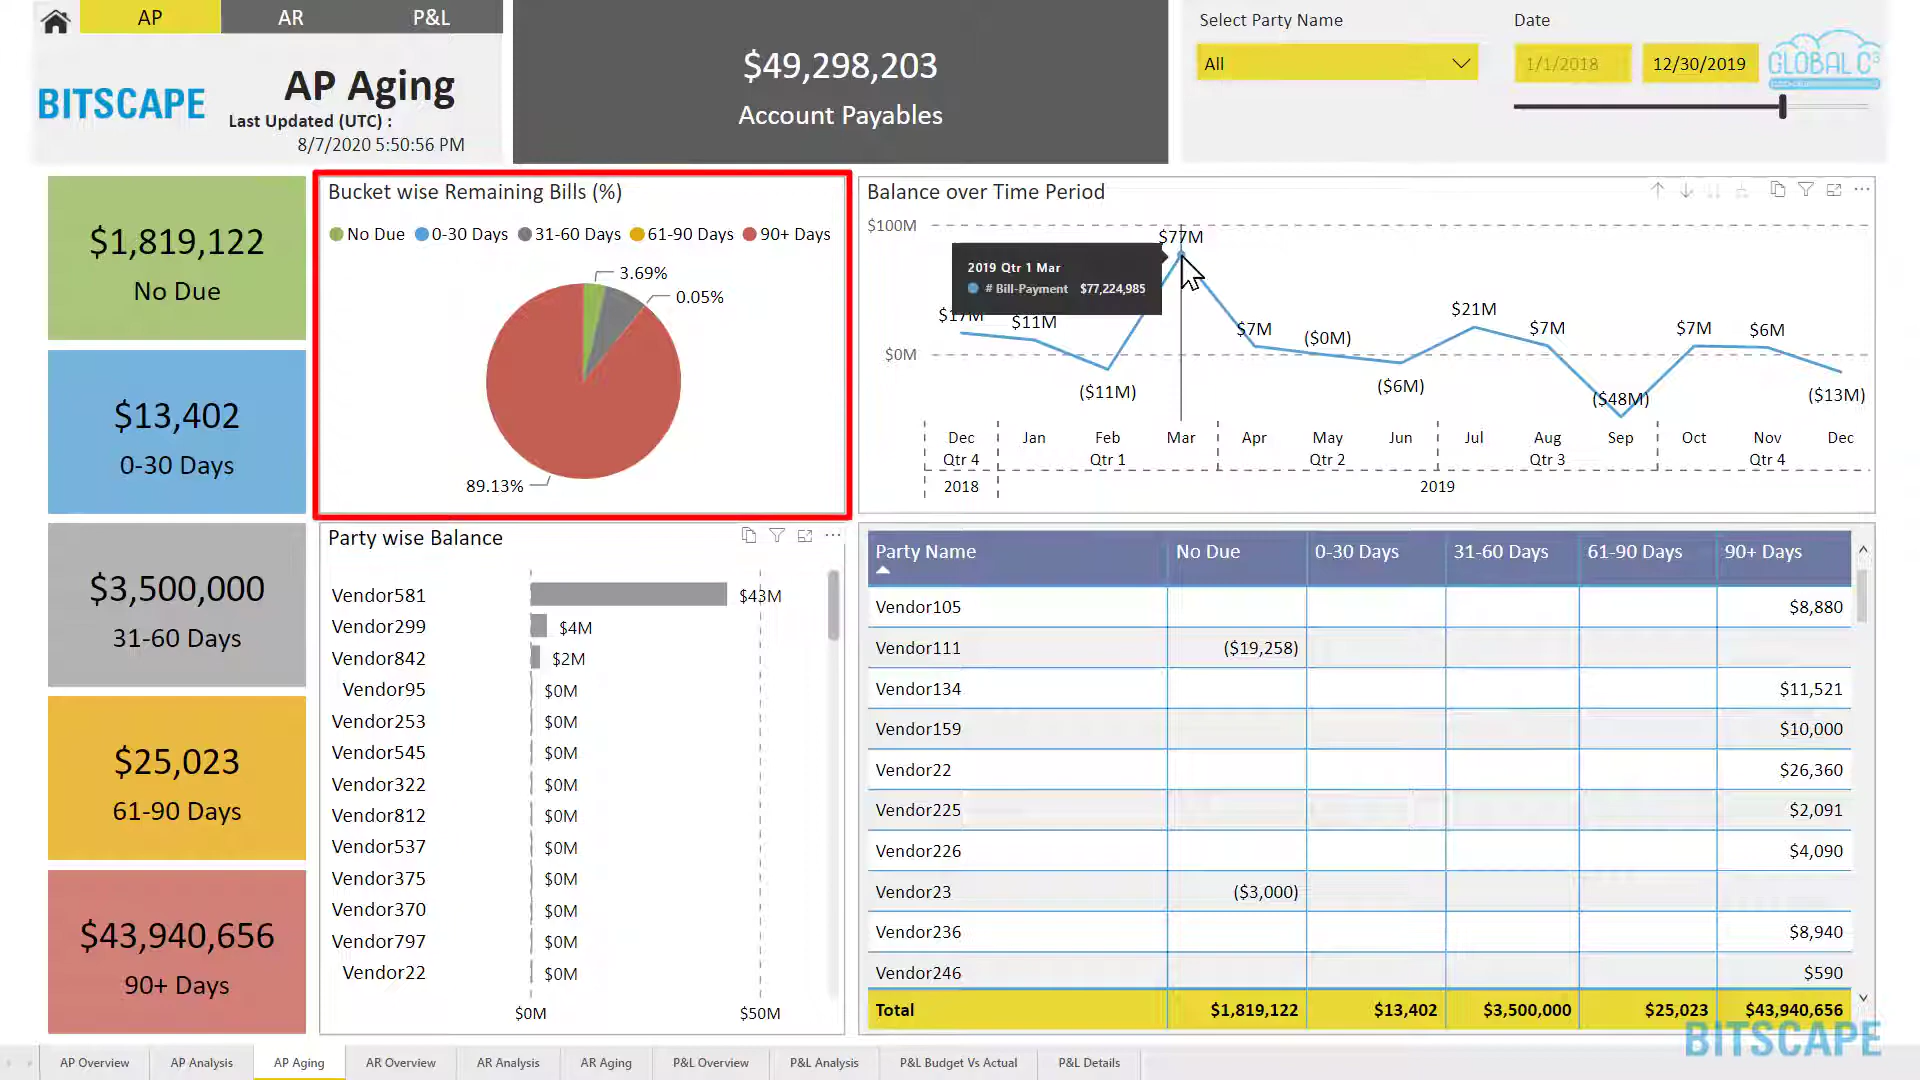 AP
AR
P&L
BITSCAPE
AP Aging
Last Updated (UTC) :
8/7/2020 5:50:56 PM
$49,298,203
Account Payables
Select Party Name
All
Date
1/1/2018
12/30/2019
GLOBAL C³
$1,819,122
No Due
$13,402
0-30 Days
$3,500,000
31-60 Days
$25,023
61-90 Days
$43,940,656
90+ Days
Bucket wise Remaining Bills (%)
No Due 0-30 Days 31-60 Days 61-90 Days 90+ Days
3.69%
0.05%
89.13%
Balance over Time Period
$100M
$0M
$77M
2019 Qtr 1 Mar
# Bill-Payment $77,224,985
$17M
$11M
($11M)
$7M
($0M)
($6M)
$21M
$7M
($48M)
$7M
$6M
($13M)
Dec Jan Feb Mar Apr May Jun Jul Aug Sep Oct Nov Dec
Qtr 4 Qtr 1 Qtr 2 Qtr 3 Qtr 4
2018 2019
Party wise Balance
Vendor581 $43M
Vendor299 $4M
Vendor842 $2M
Vendor95 $0M
Vendor253 $0M
Vendor545 $0M
Vendor322 $0M
Vendor812 $0M
Vendor537 $0M
Vendor375 $0M
Vendor370 $0M
Vendor797 $0M
Vendor22 $0M
$0M $50M
Party Name No Due 0-30 Days 31-60 Days 61-90 Days 90+ Days
Vendor105 $8,880
Vendor111 ($19,258)
Vendor134 $11,521
Vendor159 $10,000
Vendor22 $26,360
Vendor225 $2,091
Vendor226 $4,090
Vendor23 ($3,000)
Vendor236 $8,940
Vendor246 $590
Total $1,819,122 $13,402 $3,500,000 $25,023 $43,940,656
BITSCAPE
AP Overview AP Analysis AP Aging AR Overview AR Analysis AR Aging P&L Overview P&L Analysis P&L Budget Vs Actual P&L Details